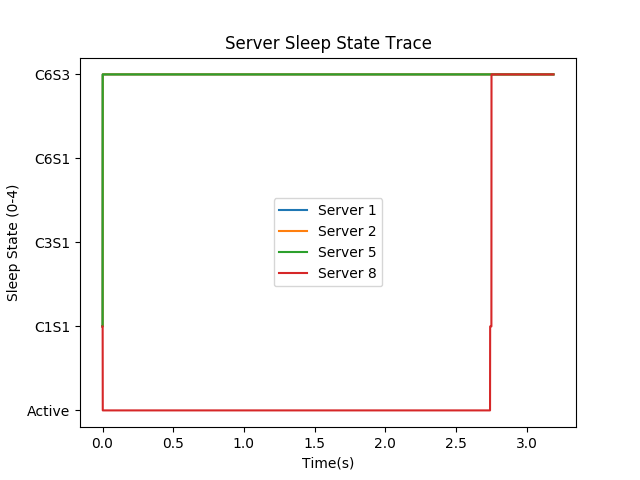 Server Sleep State Trace
Sleep State (0-4)
C6S3
C6S1
C3S1
C1S1
Active
Server 1
Server 2
Server 5
Server 8
0.0 0.5 1.0 1.5 2.0 2.5 3.0
Time(s)